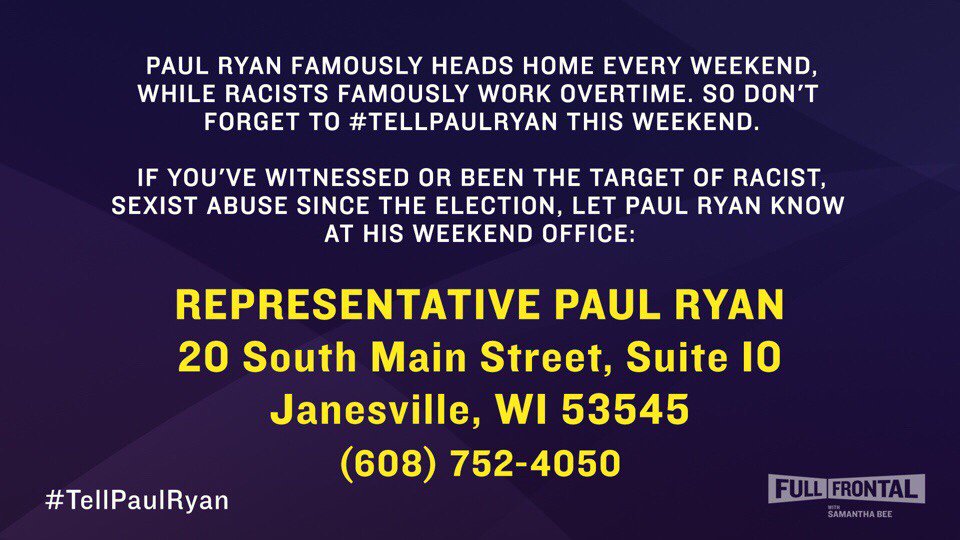 PAUL RYAN FAMOUSLY HEADS HOME EVERY WEEKEND,
WHILE RACISTS FAMOUSLY WORK OVERTIME. SO DON'T
FORGET TO #TELLPAULRYAN THIS WEEKEND.
IF YOU'VE WITNESSED OR BEEN THE TARGET OF RACIST,
SEXIST ABUSE SINCE THE ELECTION, LET PAUL RYAN KNOW
AT HIS WEEKEND OFFICE:
REPRESENTATIVE PAUL RYAN
20 South Main Street, Suite 10
Janesville, WI 53545
(608) 752-4050
#TellPaulRyan
FULL FRONTAL
WITH
SAMANTHA BEE